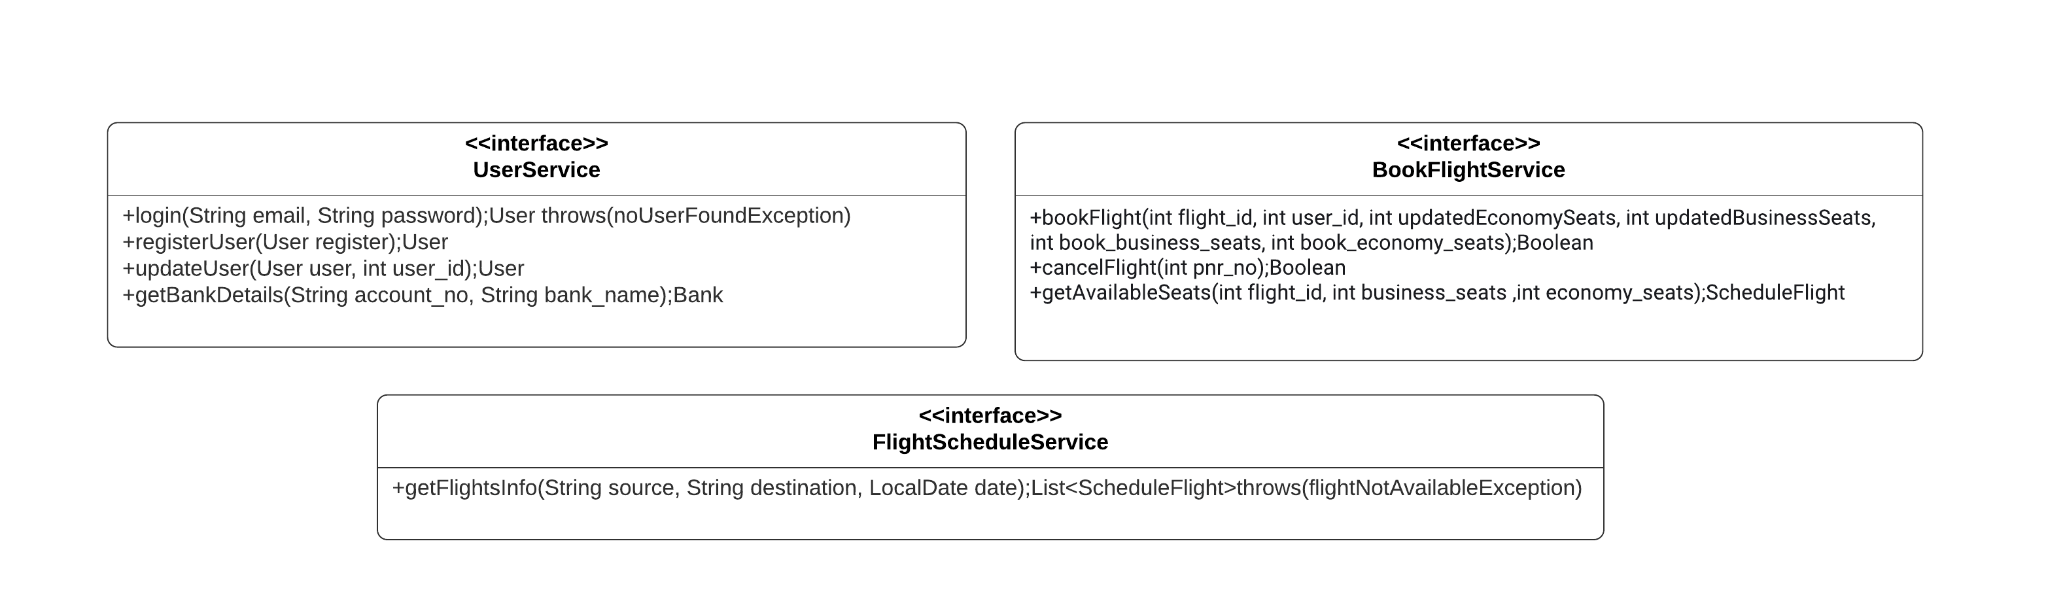 <<interface>>
UserService
+login(String email, String password);User throws(noUserFoundException)
+registerUser(User register);User
+updateUser(User user, int user_id);User
+getBankDetails(String account_no, String bank_name);Bank
<<interface>>
BookFlightService
+bookFlight(int flight_id, int user_id, int updatedEconomySeats, int updatedBusinessSeats,
int book_business_seats, int book_economy_seats);Boolean
+cancelFlight(int pnr_no);Boolean
+getAvailableSeats(int flight_id, int business_seats ,int economy_seats);ScheduleFlight
<<interface>>
FlightScheduleService
+getFlightsInfo(String source, String destination, LocalDate date);List<ScheduleFlight>throws(flightNotAvailableException)